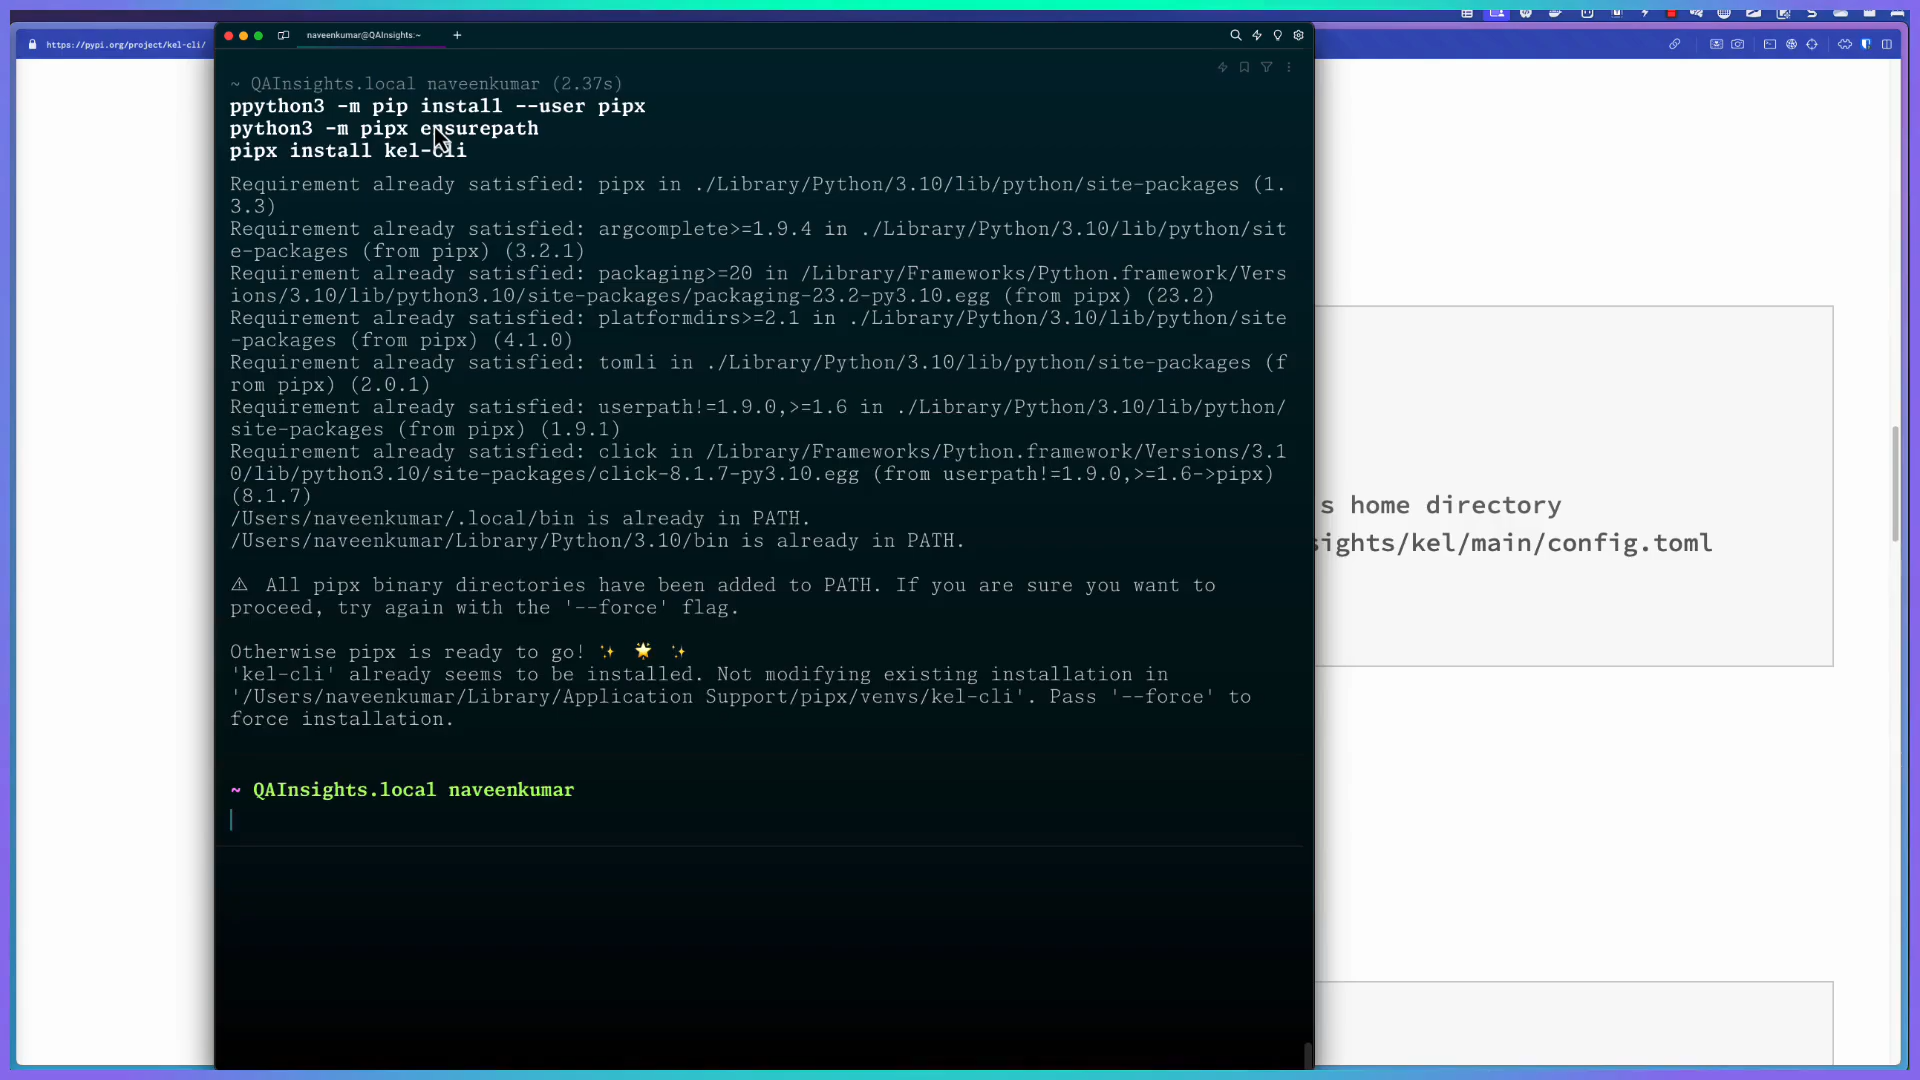 https://pypi.org/project/kel-cli/
naveenkumar@QAInsights:~
~ QAInsights.local naveenkumar (2.37s)
ppython3 -m pip install --user pipx
python3 -m pipx ensurepath
pipx install kel-cli
Requirement already satisfied: pipx in ./Library/Python/3.10/lib/python/site-packages (1.
3.3)
Requirement already satisfied: argcomplete>=1.9.4 in ./Library/Python/3.10/lib/python/sit
e-packages (from pipx) (3.2.1)
Requirement already satisfied: packaging>=20 in /Library/Frameworks/Python.framework/Vers
ions/3.10/lib/python3.10/site-packages/packaging-23.2-py3.10.egg (from pipx) (23.2)
Requirement already satisfied: platformdirs>=2.1 in ./Library/Python/3.10/lib/python/site
-packages (from pipx) (4.1.0)
Requirement already satisfied: tomli in ./Library/Python/3.10/lib/python/site-packages (f
rom pipx) (2.0.1)
Requirement already satisfied: userpath!=1.9.0,>=1.6 in ./Library/Python/3.10/lib/python/
site-packages (from pipx) (1.9.1)
Requirement already satisfied: click in /Library/Frameworks/Python.framework/Versions/3.1
0/lib/python3.10/site-packages/click-8.1.7-py3.10.egg (from userpath!=1.9.0,>=1.6->pipx)
(8.1.7)
/Users/naveenkumar/.local/bin is already in PATH.
/Users/naveenkumar/Library/Python/3.10/bin is already in PATH.
⚠ All pipx binary directories have been added to PATH. If you are sure you want to
proceed, try again with the '--force' flag.
Otherwise pipx is ready to go! ✨ 🌟 ✨
'kel-cli' already seems to be installed. Not modifying existing installation in
'/Users/naveenkumar/Library/Application Support/pipx/venvs/kel-cli'. Pass '--force' to
force installation.
~ QAInsights.local naveenkumar
s home directory
sights/kel/main/config.toml